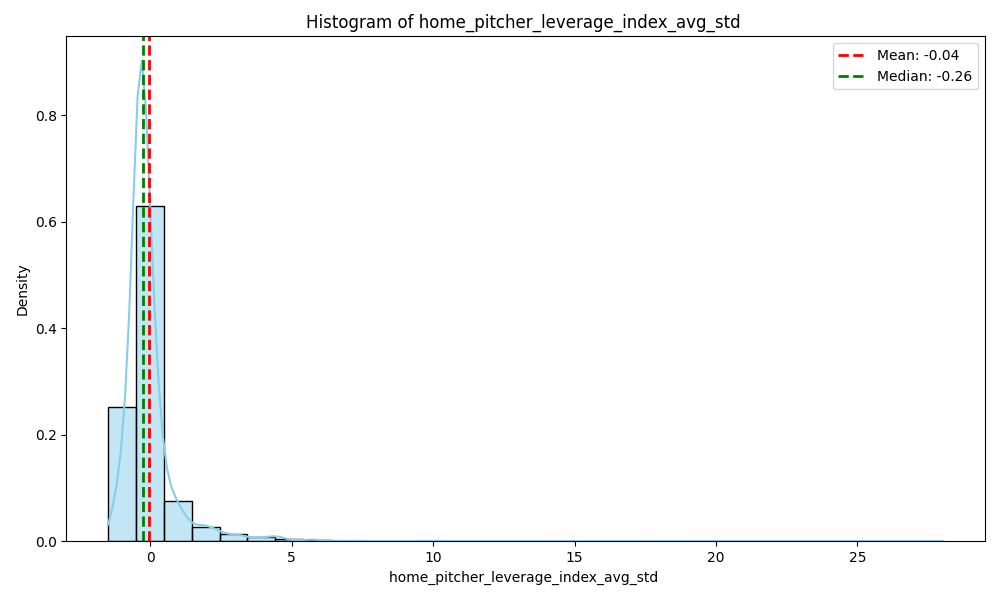 Histogram of home_pitcher_leverage_index_avg_std
Mean: -0.04
Median: -0.26
Density
0.8
0.6
0.4
0.2
0.0
0 5 10 15 20 25
home_pitcher_leverage_index_avg_std